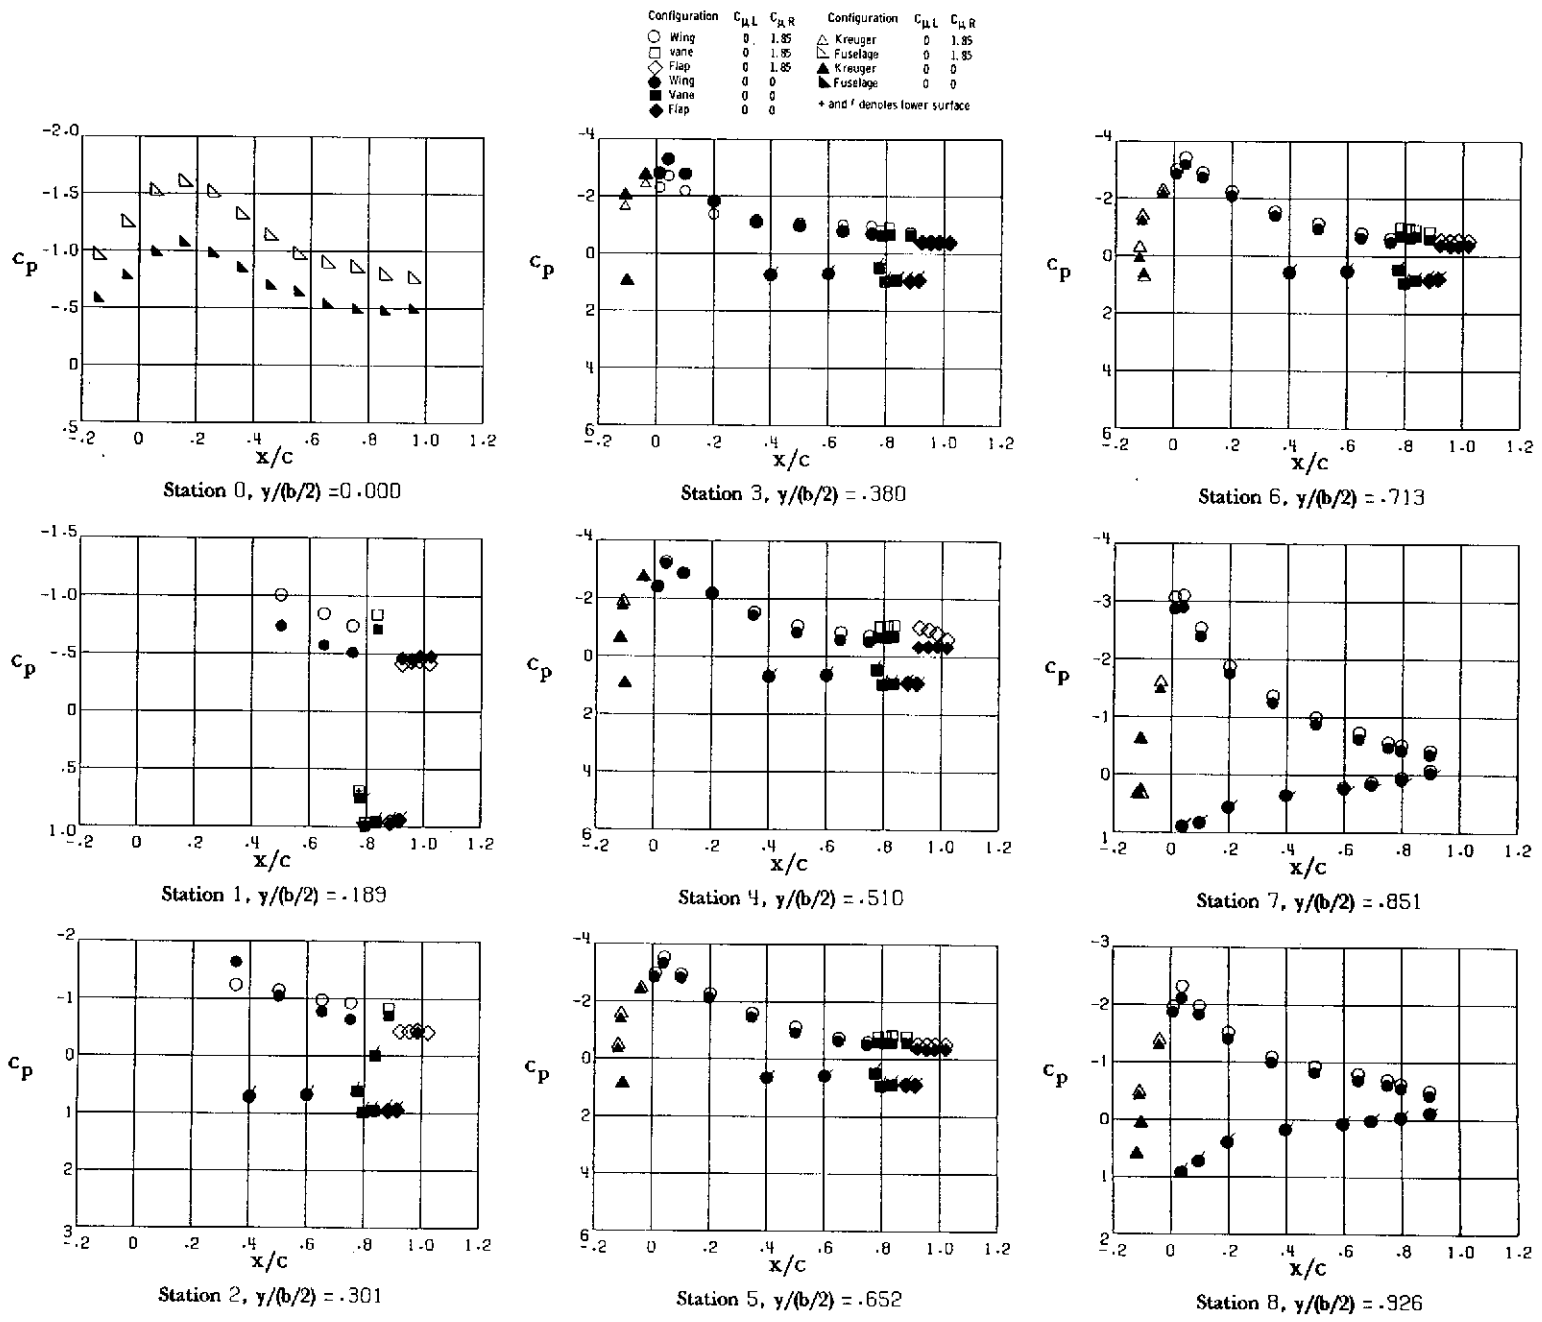 Configuration CμL CμR Configuration CμL CμR
Wing 0 1.85 Kreuger 0 1.85
Vane 0 1.85 Fuselage 0 1.85
Flap 0 1.85 Kreuger 0 0
Wing 0 0 Fuselage 0 0
Vane 0 0
Flap 0 0
+ and f denotes lower surface
-2.0
-1.5
-1.0
-.5
0
.5
Cp
-.2 0 .2 .4 .6 .8 1.0 1.2
x/c
Station 0, y/(b/2) =0.000
-4
-2
0
2
4
6
Cp
-.2 0 .2 .4 .6 .8 1.0 1.2
x/c
Station 3, y/(b/2) = .380
-4
-2
0
2
4
6
Cp
-.2 0 .2 .4 .6 .8 1.0 1.2
x/c
Station 6, y/(b/2) = .713
-1.5
-1.0
-.5
0
.5
1.0
Cp
-.2 0 .2 .4 .6 .8 1.0 1.2
x/c
Station 1, y/(b/2) = .189
-4
-2
0
2
4
6
Cp
-.2 0 .2 .4 .6 .8 1.0 1.2
x/c
Station 4, y/(b/2) = .510
-4
-3
-2
-1
0
1
Cp
-.2 0 .2 .4 .6 .8 1.0 1.2
x/c
Station 7, y/(b/2) = .851
-2
-1
0
1
2
3
Cp
-.2 0 .2 .4 .6 .8 1.0 1.2
x/c
Station 2, y/(b/2) = .301
-4
-2
0
2
4
6
Cp
-.2 0 .2 .4 .6 .8 1.0 1.2
x/c
Station 5, y/(b/2) = .652
-3
-2
-1
0
1
2
Cp
-.2 0 .2 .4 .6 .8 1.0 1.2
x/c
Station 8, y/(b/2) = .926